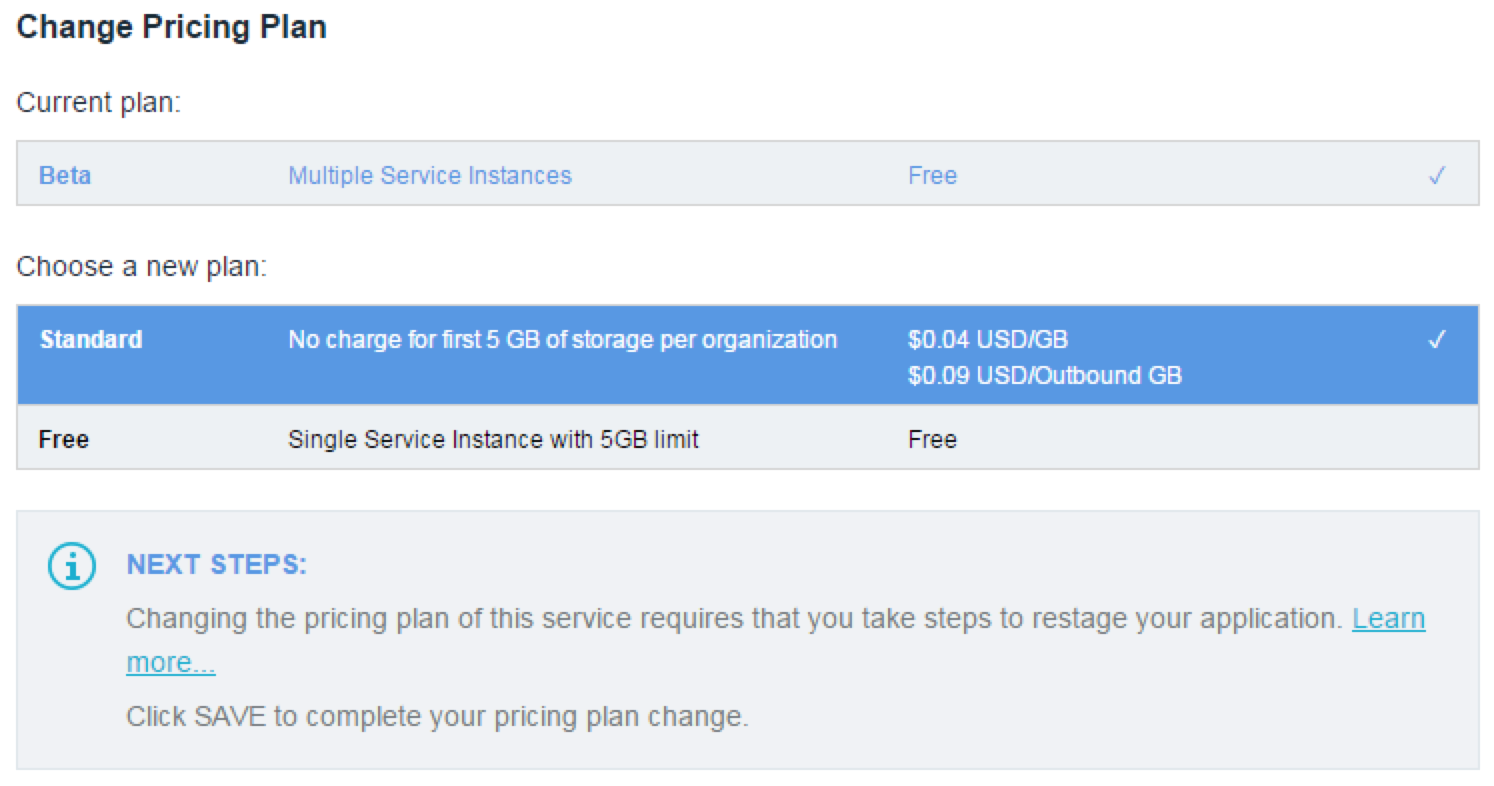 Change Pricing Plan
Current plan:
Beta Multiple Service Instances Free ✓
Choose a new plan:
Standard No charge for first 5 GB of storage per organization $0.04 USD/GB ✓
$0.09 USD/Outbound GB
Free Single Service Instance with 5GB limit Free
NEXT STEPS:
Changing the pricing plan of this service requires that you take steps to restage your application. Learn
more...
Click SAVE to complete your pricing plan change.